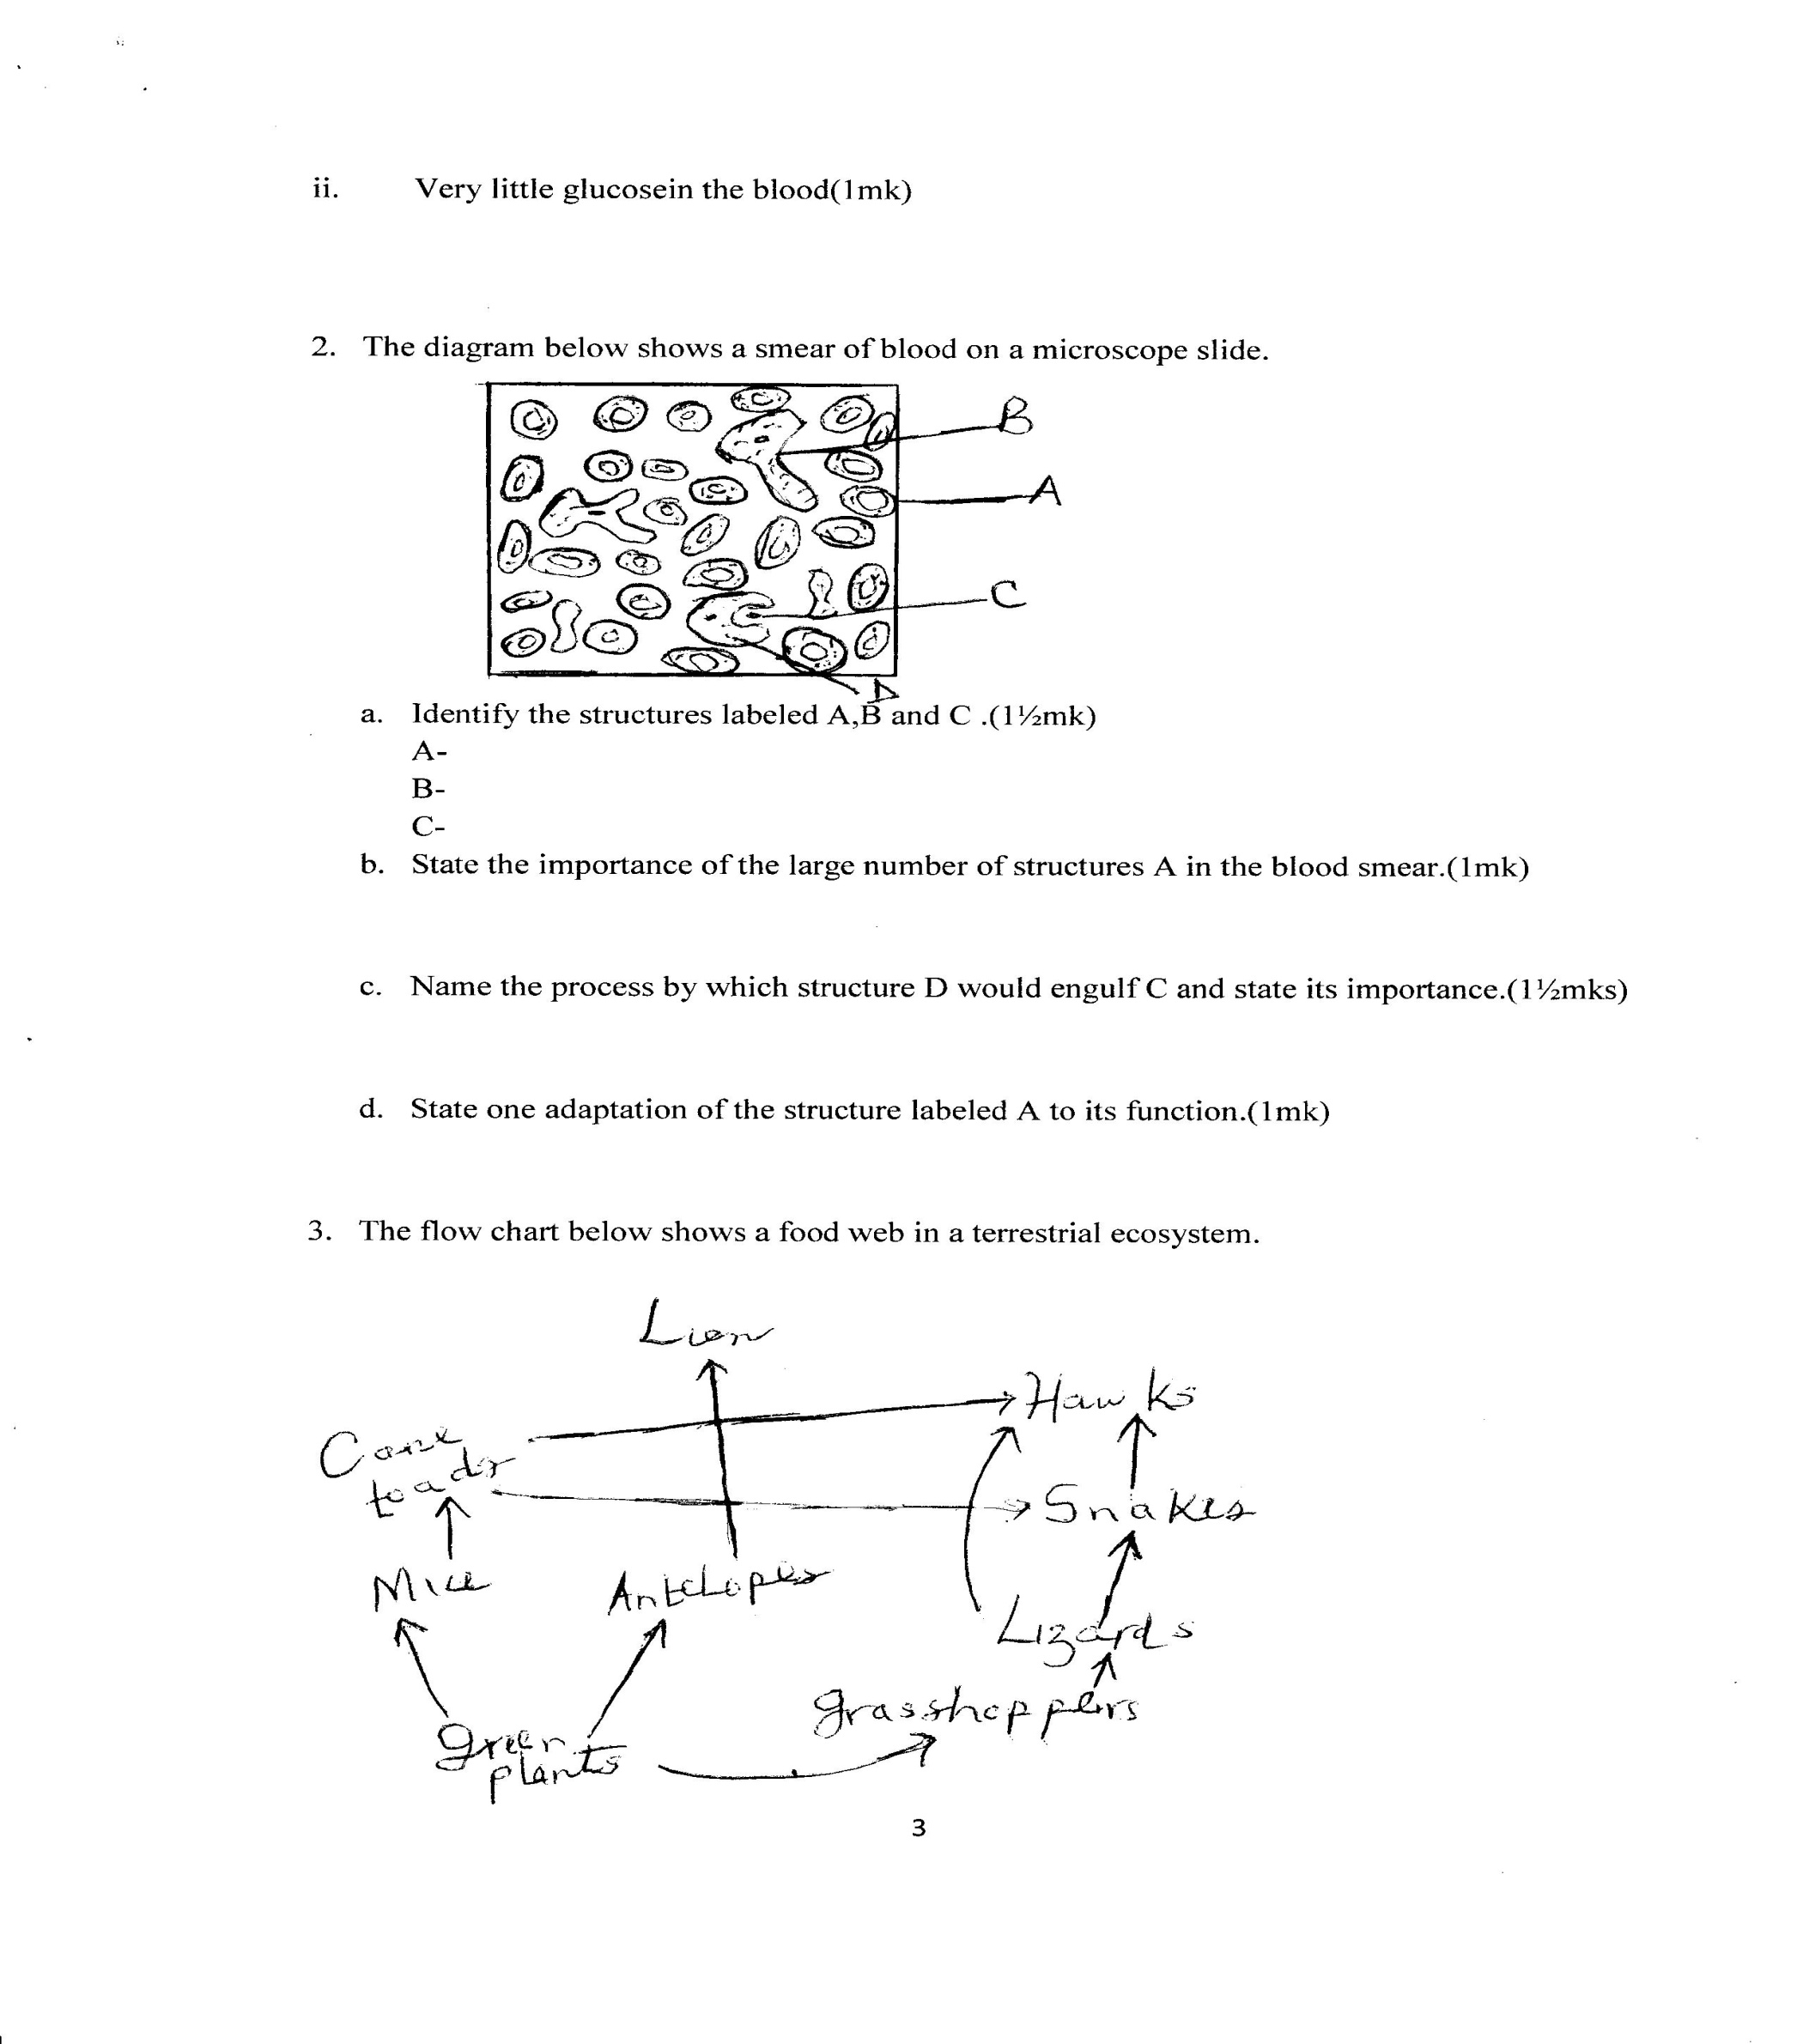 ii. Very little glucosein the blood(1mk)
2. The diagram below shows a smear of blood on a microscope slide.
B
A
C
D
a. Identify the structures labeled A,B and C .(1½mk)
A-
B-
C-
b. State the importance of the large number of structures A in the blood smear.(1mk)
c. Name the process by which structure D would engulf C and state its importance.(1½mks)
d. State one adaptation of the structure labeled A to its function.(1mk)
3. The flow chart below shows a food web in a terrestrial ecosystem.
Lion
Hawks
Cane
toads
Snakes
Mice
Antelopes
Lizards
grasshoppers
green
plants
3